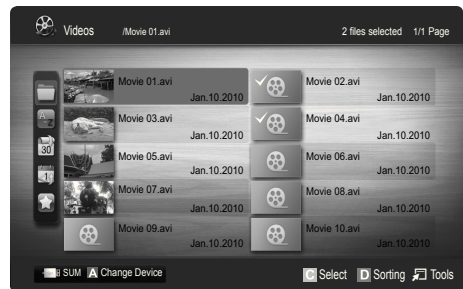 Videos /Movie 01.avi 2 files selected 1/1 Page
Movie 01.avi Movie 02.avi
Jan.10.2010 Jan.10.2010
Movie 03.avi Movie 04.avi
Jan.10.2010 Jan.10.2010
Movie 05.avi Movie 06.avi
Jan.10.2010 Jan.10.2010
Movie 07.avi Movie 08.avi
Jan.10.2010 Jan.10.2010
Movie 09.avi Movie 10.avi
Jan.10.2010 Jan.10.2010
A
Z
30
1
SUM A Change Device C Select D Sorting Tools